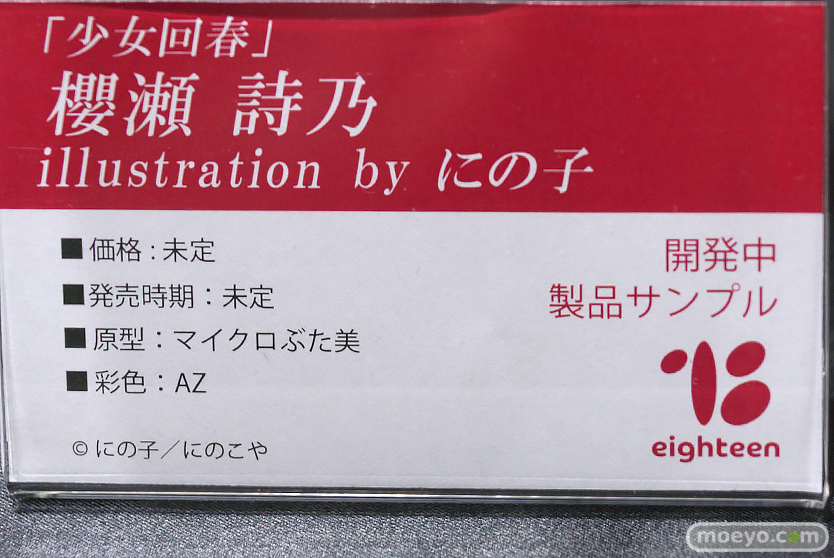 「少女回春」
櫻瀬 詩乃
illustration by にの子
■価格：未定
■発売時期：未定
■原型：マイクロぶた美
■彩色：AZ
©にの子／にのこや
開発中
製品サンプル
eighteen
moeyo.com